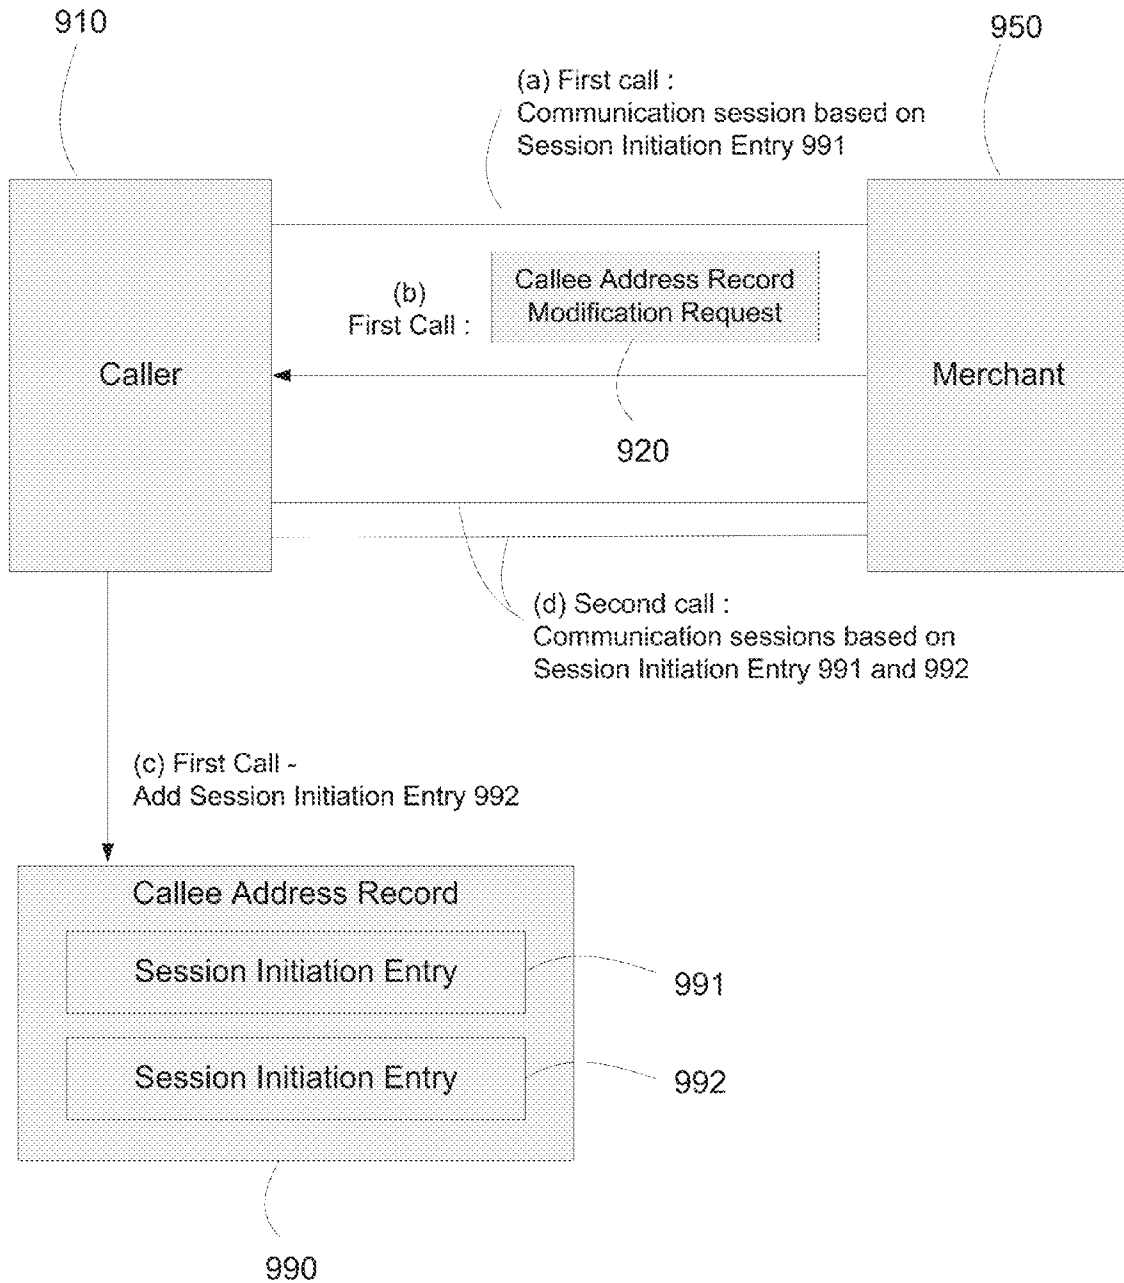 910
950
(a) First call :
Communication session based on
Session Initiation Entry 991
(b)
First Call :
Callee Address Record
Modification Request
Caller
Merchant
920
(d) Second call :
Communication sessions based on
Session Initiation Entry 991 and 992
(c) First Call -
Add Session Initiation Entry 992
Callee Address Record
Session Initiation Entry
991
Session Initiation Entry
992
990